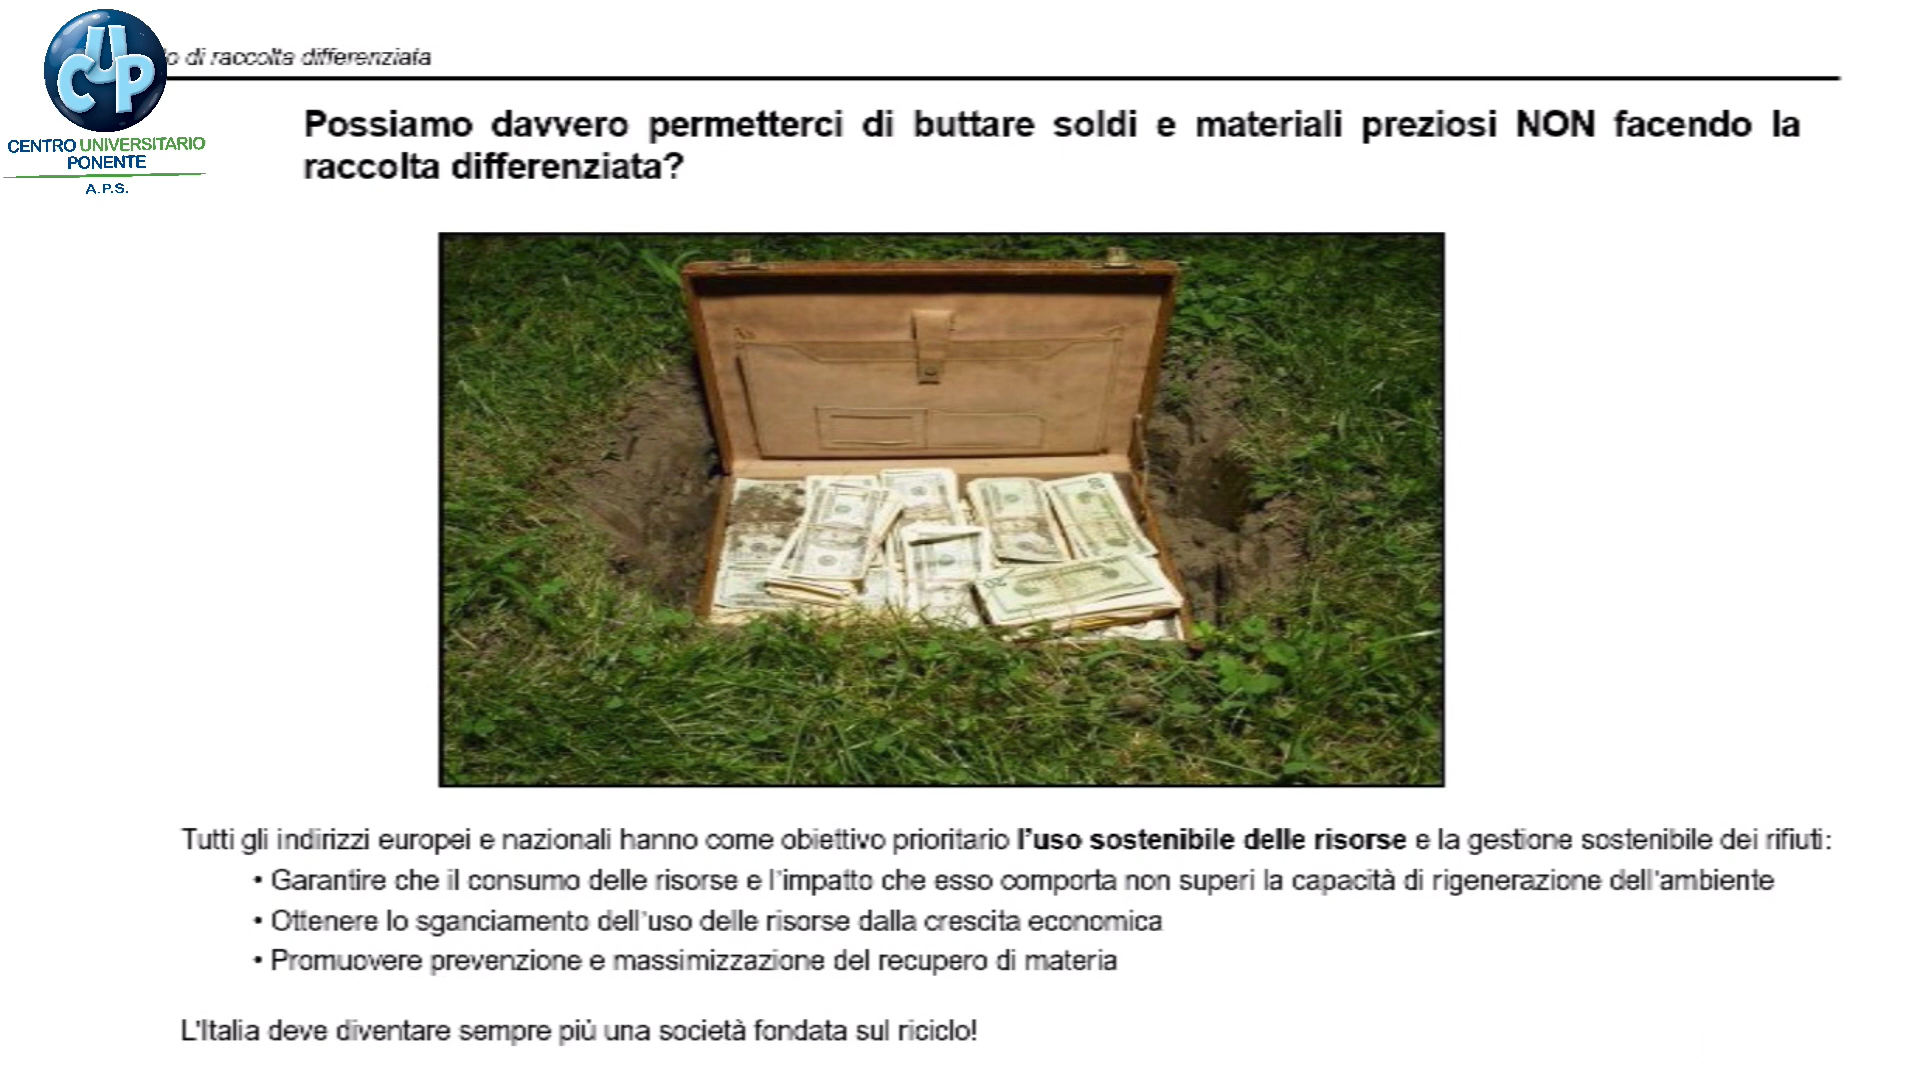 CUP
CENTRO UNIVERSITARIO
PONENTE
A.P.S.
di raccolta differenziata
Possiamo davvero permetterci di buttare soldi e materiali preziosi NON facendo la
raccolta differenziata?
Tutti gli indirizzi europei e nazionali hanno come obiettivo prioritario l'uso sostenibile delle risorse e la gestione sostenibile dei rifiuti:
• Garantire che il consumo delle risorse e l'impatto che esso comporta non superi la capacità di rigenerazione dell'ambiente
• Ottenere lo sganciamento dell'uso delle risorse dalla crescita economica
• Promuovere prevenzione e massimizzazione del recupero di materia
L'Italia deve diventare sempre più una società fondata sul riciclo!